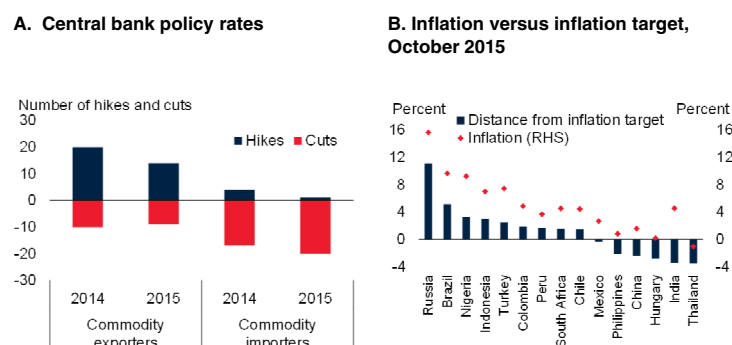 A. Central bank policy rates
Number of hikes and cuts
30
20
10
0
-10
-20
-30
Hikes
Cuts
2014
2015
2014
2015
Commodity
exporters
Commodity
importers
B. Inflation versus inflation target,
October 2015
Percent
Percent
Distance from inflation target
Inflation (RHS)
16
12
8
4
0
-4
16
12
8
4
0
-4
Russia
Brazil
Nigeria
Indonesia
Turkey
Colombia
Peru
South Africa
Chile
Mexico
Philippines
China
Hungary
India
Thailand